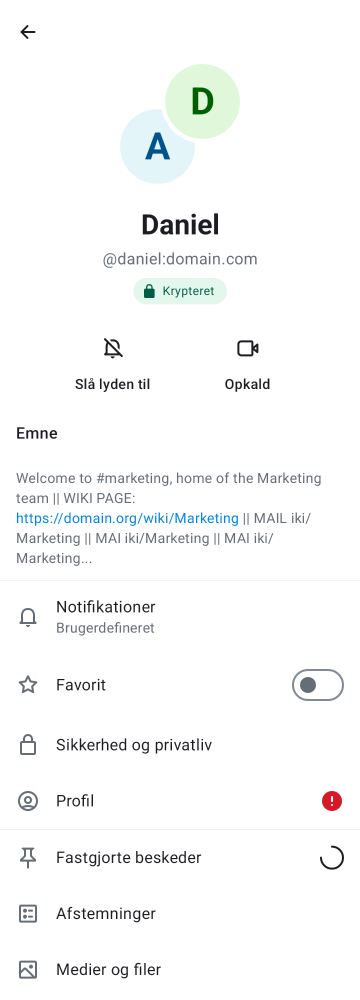 D
A
Daniel
@daniel:domain.com
Krypteret
Slå lyden til
Opkald
Emne
Welcome to #marketing, home of the Marketing
team || WIKI PAGE:
https://domain.org/wiki/Marketing || MAIL iki/
Marketing || MAI iki/Marketing || MAI iki/
Marketing...
Notifikationer
Brugerdefineret
Favorit
Sikkerhed og privatliv
Profil
Fastgjorte beskeder
Afstemninger
Medier og filer